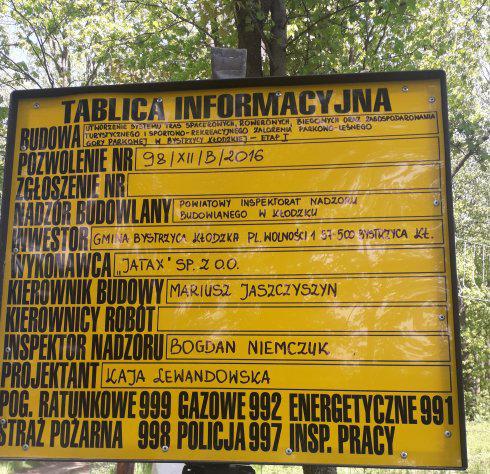 TABLICA INFORMACYJNA
BUDOWA UTWORZENIE SYSTEMU TRAS SPACEROWYCH, ROWEROWYCH, BIEGOWYCH ORAZ ZAGOSPODAROWANIA
TURYSTYCZNEGO I SPORTOWO-REKREACYJNEGO ZAŁOŻENIA PARKOWO-LEŚNEGO
GÓRY PARKOWEJ W BYSTRZYCY KŁODZKIEJ - ETAP I
POZWOLENIE NR 98/XII/B/2016
ZGŁOSZENIE NR
NADZÓR BUDOWLANY POWIATOWY INSPEKTORAT NADZORU
BUDOWLANEGO W KŁODZKU
INWESTOR GMINA BYSTRZYCA KŁODZKA PL. WOLNOŚCI 1 57-500 BYSTRZYCA KŁ.
WYKONAWCA „JATAX" SP. Z O.O.
KIEROWNIK BUDOWY MARIUSZ JASZCZYSZYN
KIEROWNICY ROBÓT
INSPEKTOR NADZORU BOGDAN NIEMCZUK
PROJEKTANT KAJA LEWANDOWSKA
POG. RATUNKOWE 999 GAZOWE 992 ENERGETYCZNE 991
STRAŻ POŻARNA 998 POLICJA 997 INSP. PRACY